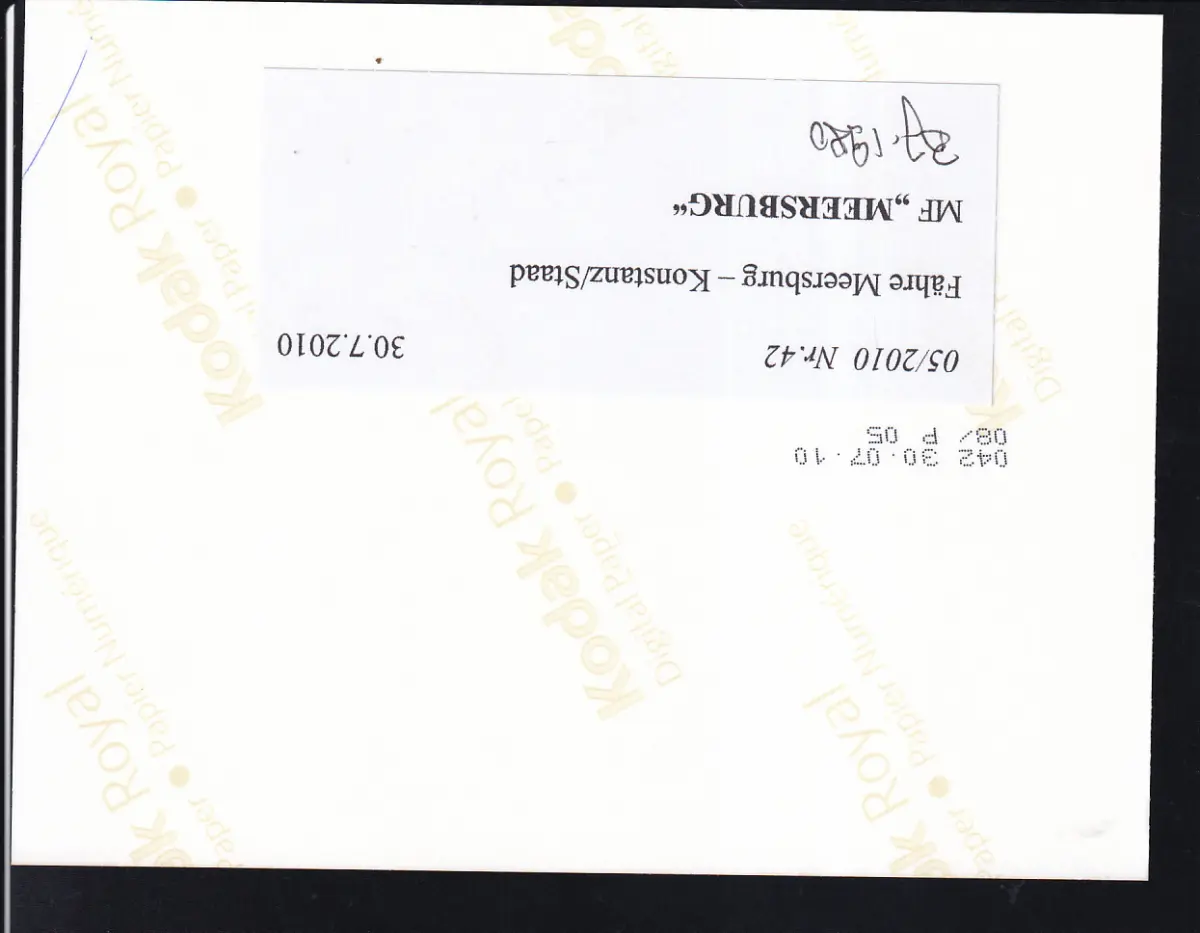 Kodak Royal
Digital Paper • Papier Numérique
042 30.07.10
08/ P 05
05/2010 Nr.42 30.7.2010
Fähre Meersburg – Konstanz/Staad
MF „MEERSBURG“
Bj. 1980